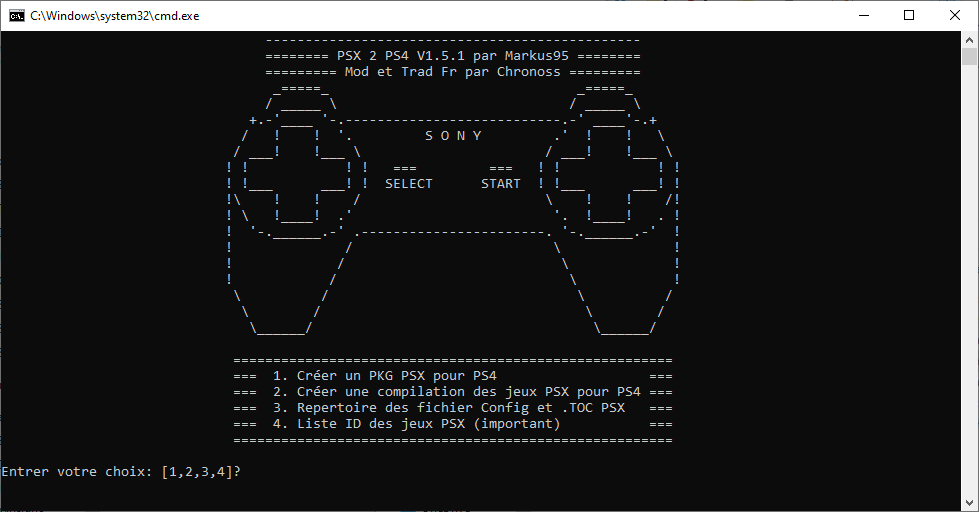 C:\Windows\system32\cmd.exe
======== PSX 2 PS4 V1.5.1 par Markus95 ========
========= Mod et Trad Fr par Chronoss =========
S O N Y
=== ===
SELECT START
=======================================================
=== 1. Créer un PKG PSX pour PS4 ===
=== 2. Créer une compilation des jeux PSX pour PS4 ===
=== 3. Repertoire des fichier Config et .TOC PSX ===
=== 4. Liste ID des jeux PSX (important) ===
=======================================================
Entrer votre choix: [1,2,3,4]?